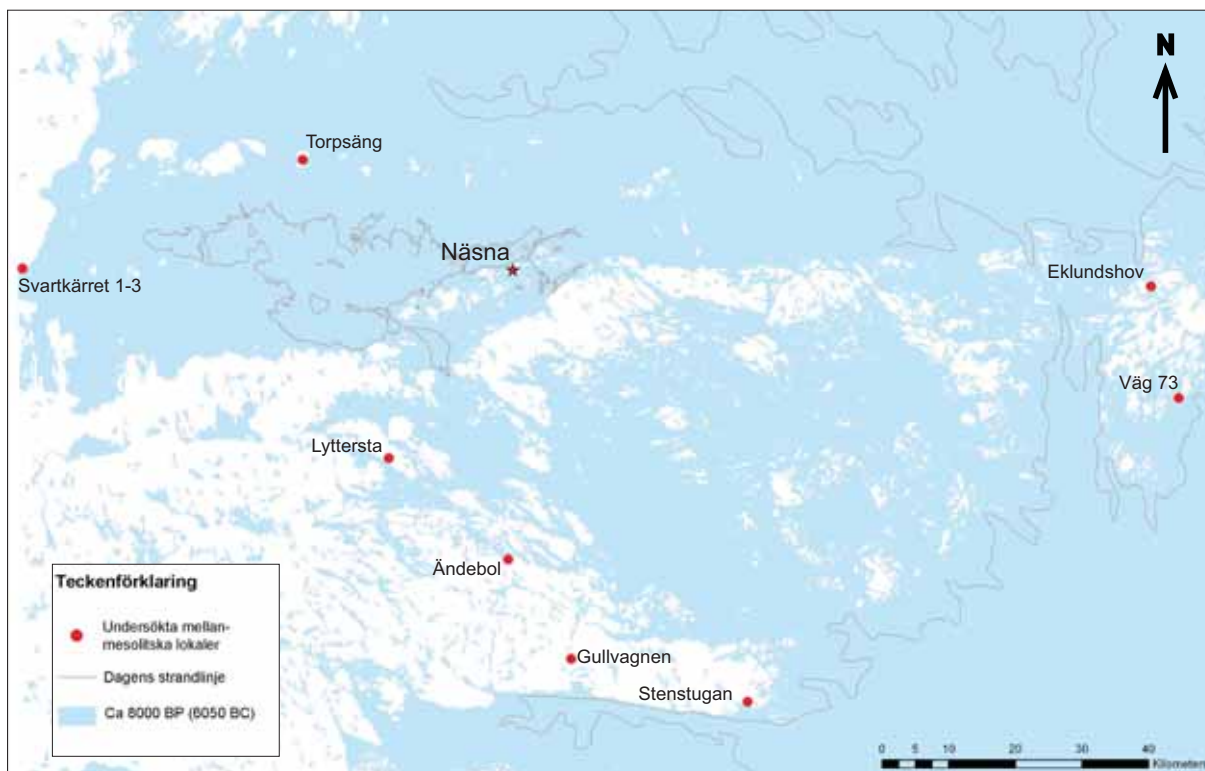 N
Torpsäng
Näsna
Svartkärret 1-3
Eklundshov
Väg 73
Lyttersta
Ändebol
Gullvagnen
Stenstugan
Teckenförklaring
Undersökta mellan-
mesolitska lokaler
Dagens strandlinje
Ca 8000 BP (6050 BC)
0 5 10 20 30 40
Kilometers